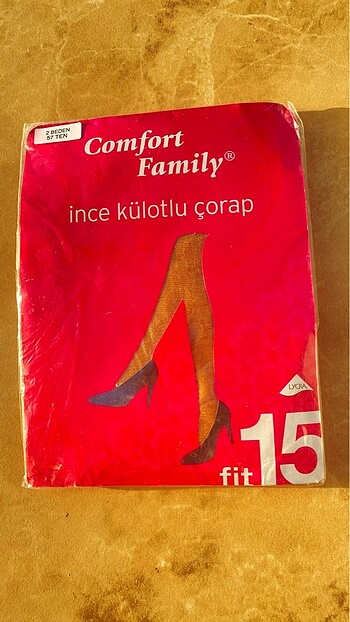 2 BEDEN
57 TEN
Comfort
Family®
ince külotlu çorap
LYCRA
fit 15